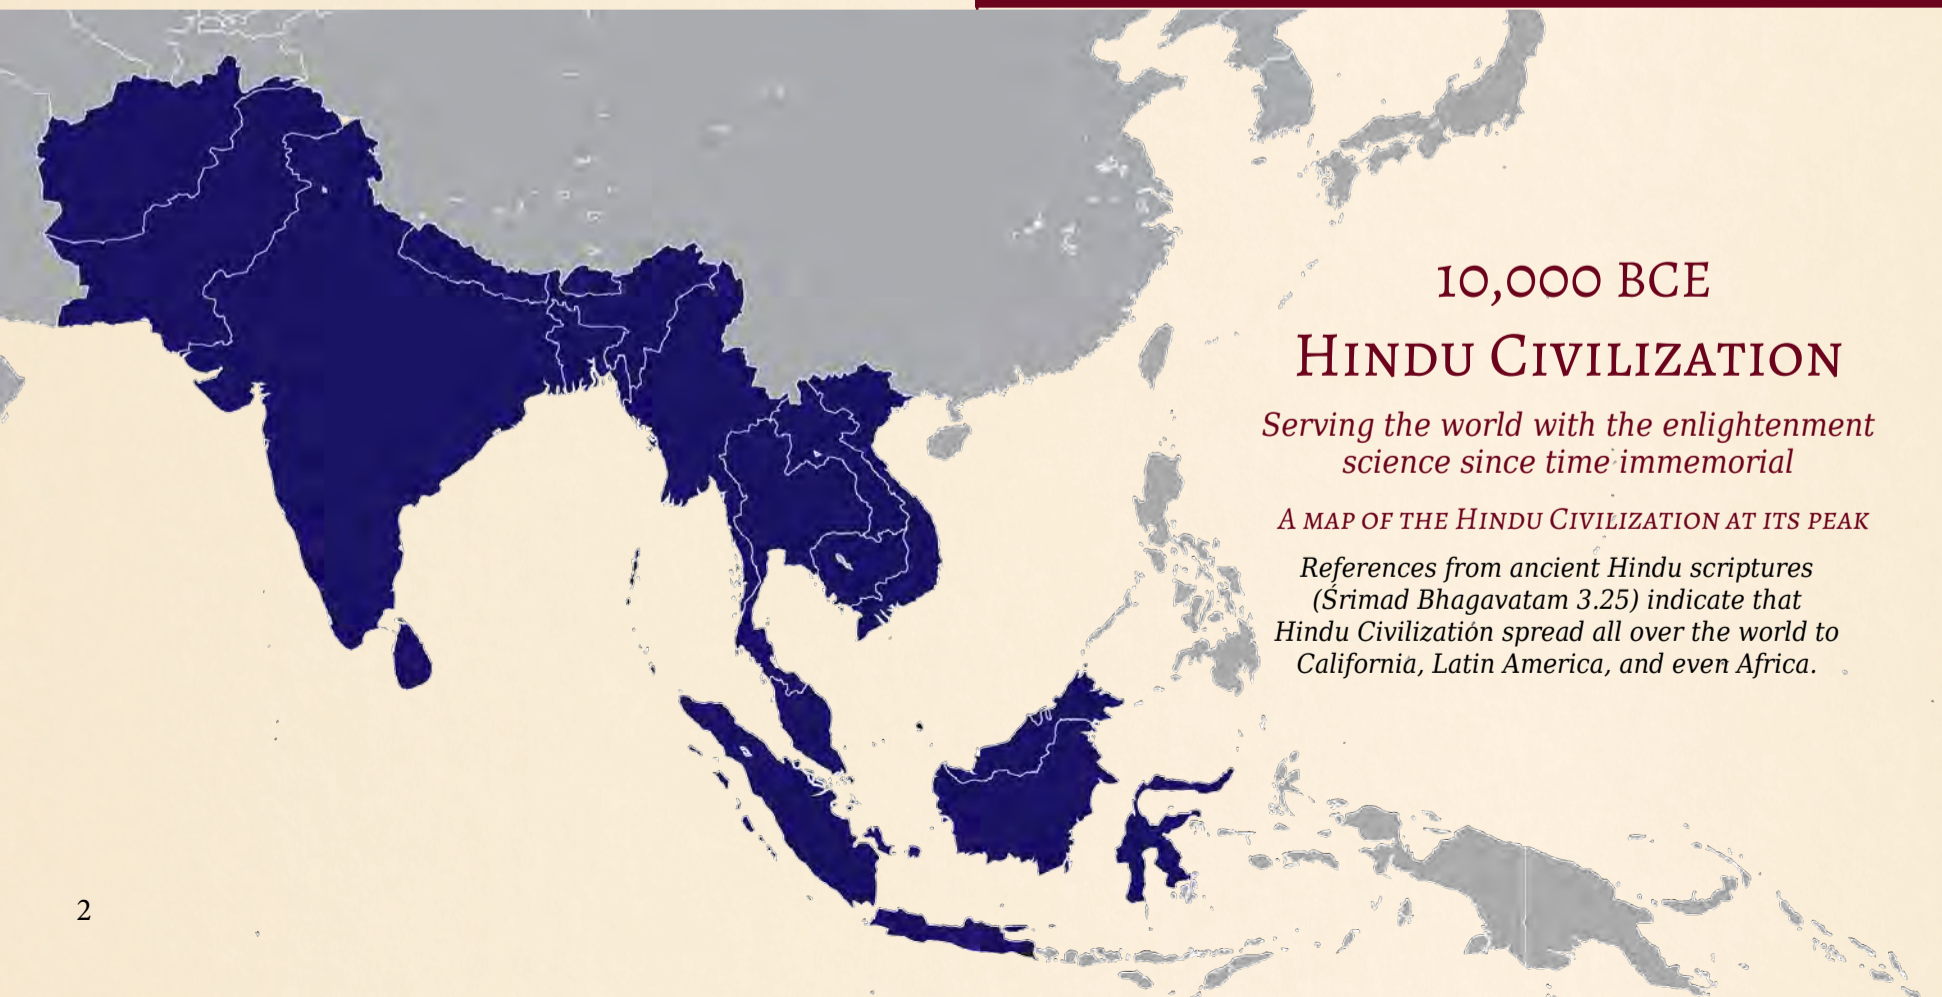 10,000 BCE
Hindu Civilization
Serving the world with the enlightenment
science since time immemorial
A map of the Hindu Civilization at its peak
References from ancient Hindu scriptures
(Śrimad Bhagavatam 3.25) indicate that
Hindu Civilization spread all over the world to
California, Latin America, and even Africa.
2